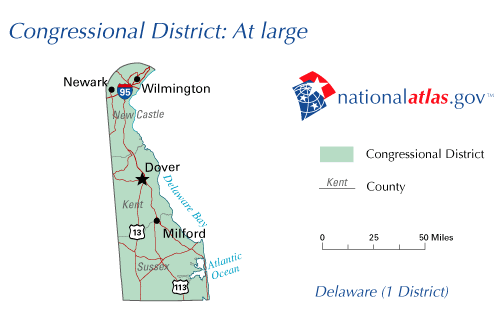 Congressional District: At large
Newark
Wilmington
95
New Castle
Dover
Delaware Bay
Kent
Milford
13
Atlantic
Ocean
Sussex
113
nationalatlas.gov™
Congressional District
Kent
County
0 25 50 Miles
Delaware (1 District)